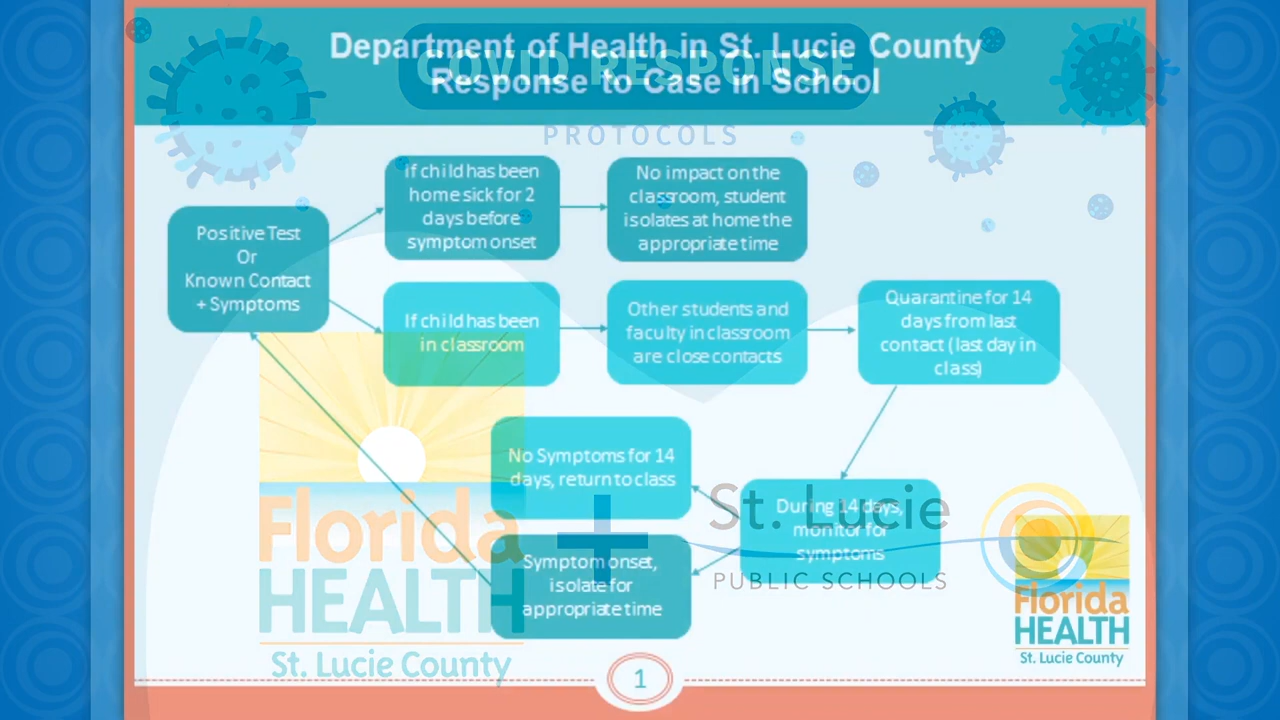 Department of Health in St. Lucie County
Response to Case in School
COVID RESPONSE
PROTOCOLS
Positive Test
Or
Known Contact
+ Symptoms
if child has been
home sick for 2
days before
symptom onset
No impact on the
classroom, student
isolates at home the
appropriate time
If child has been
in classroom
Other students and
faculty in classroom
are close contacts
Quarantine for 14
days from last
contact (last day in
class)
No Symptoms for 14
days, return to class
During 14 days,
monitor for
symptoms
Symptom onset,
isolate for
appropriate time
Florida
HEALTH
St. Lucie County
St. Lucie
PUBLIC SCHOOLS
Florida
HEALTH
St. Lucie County
1